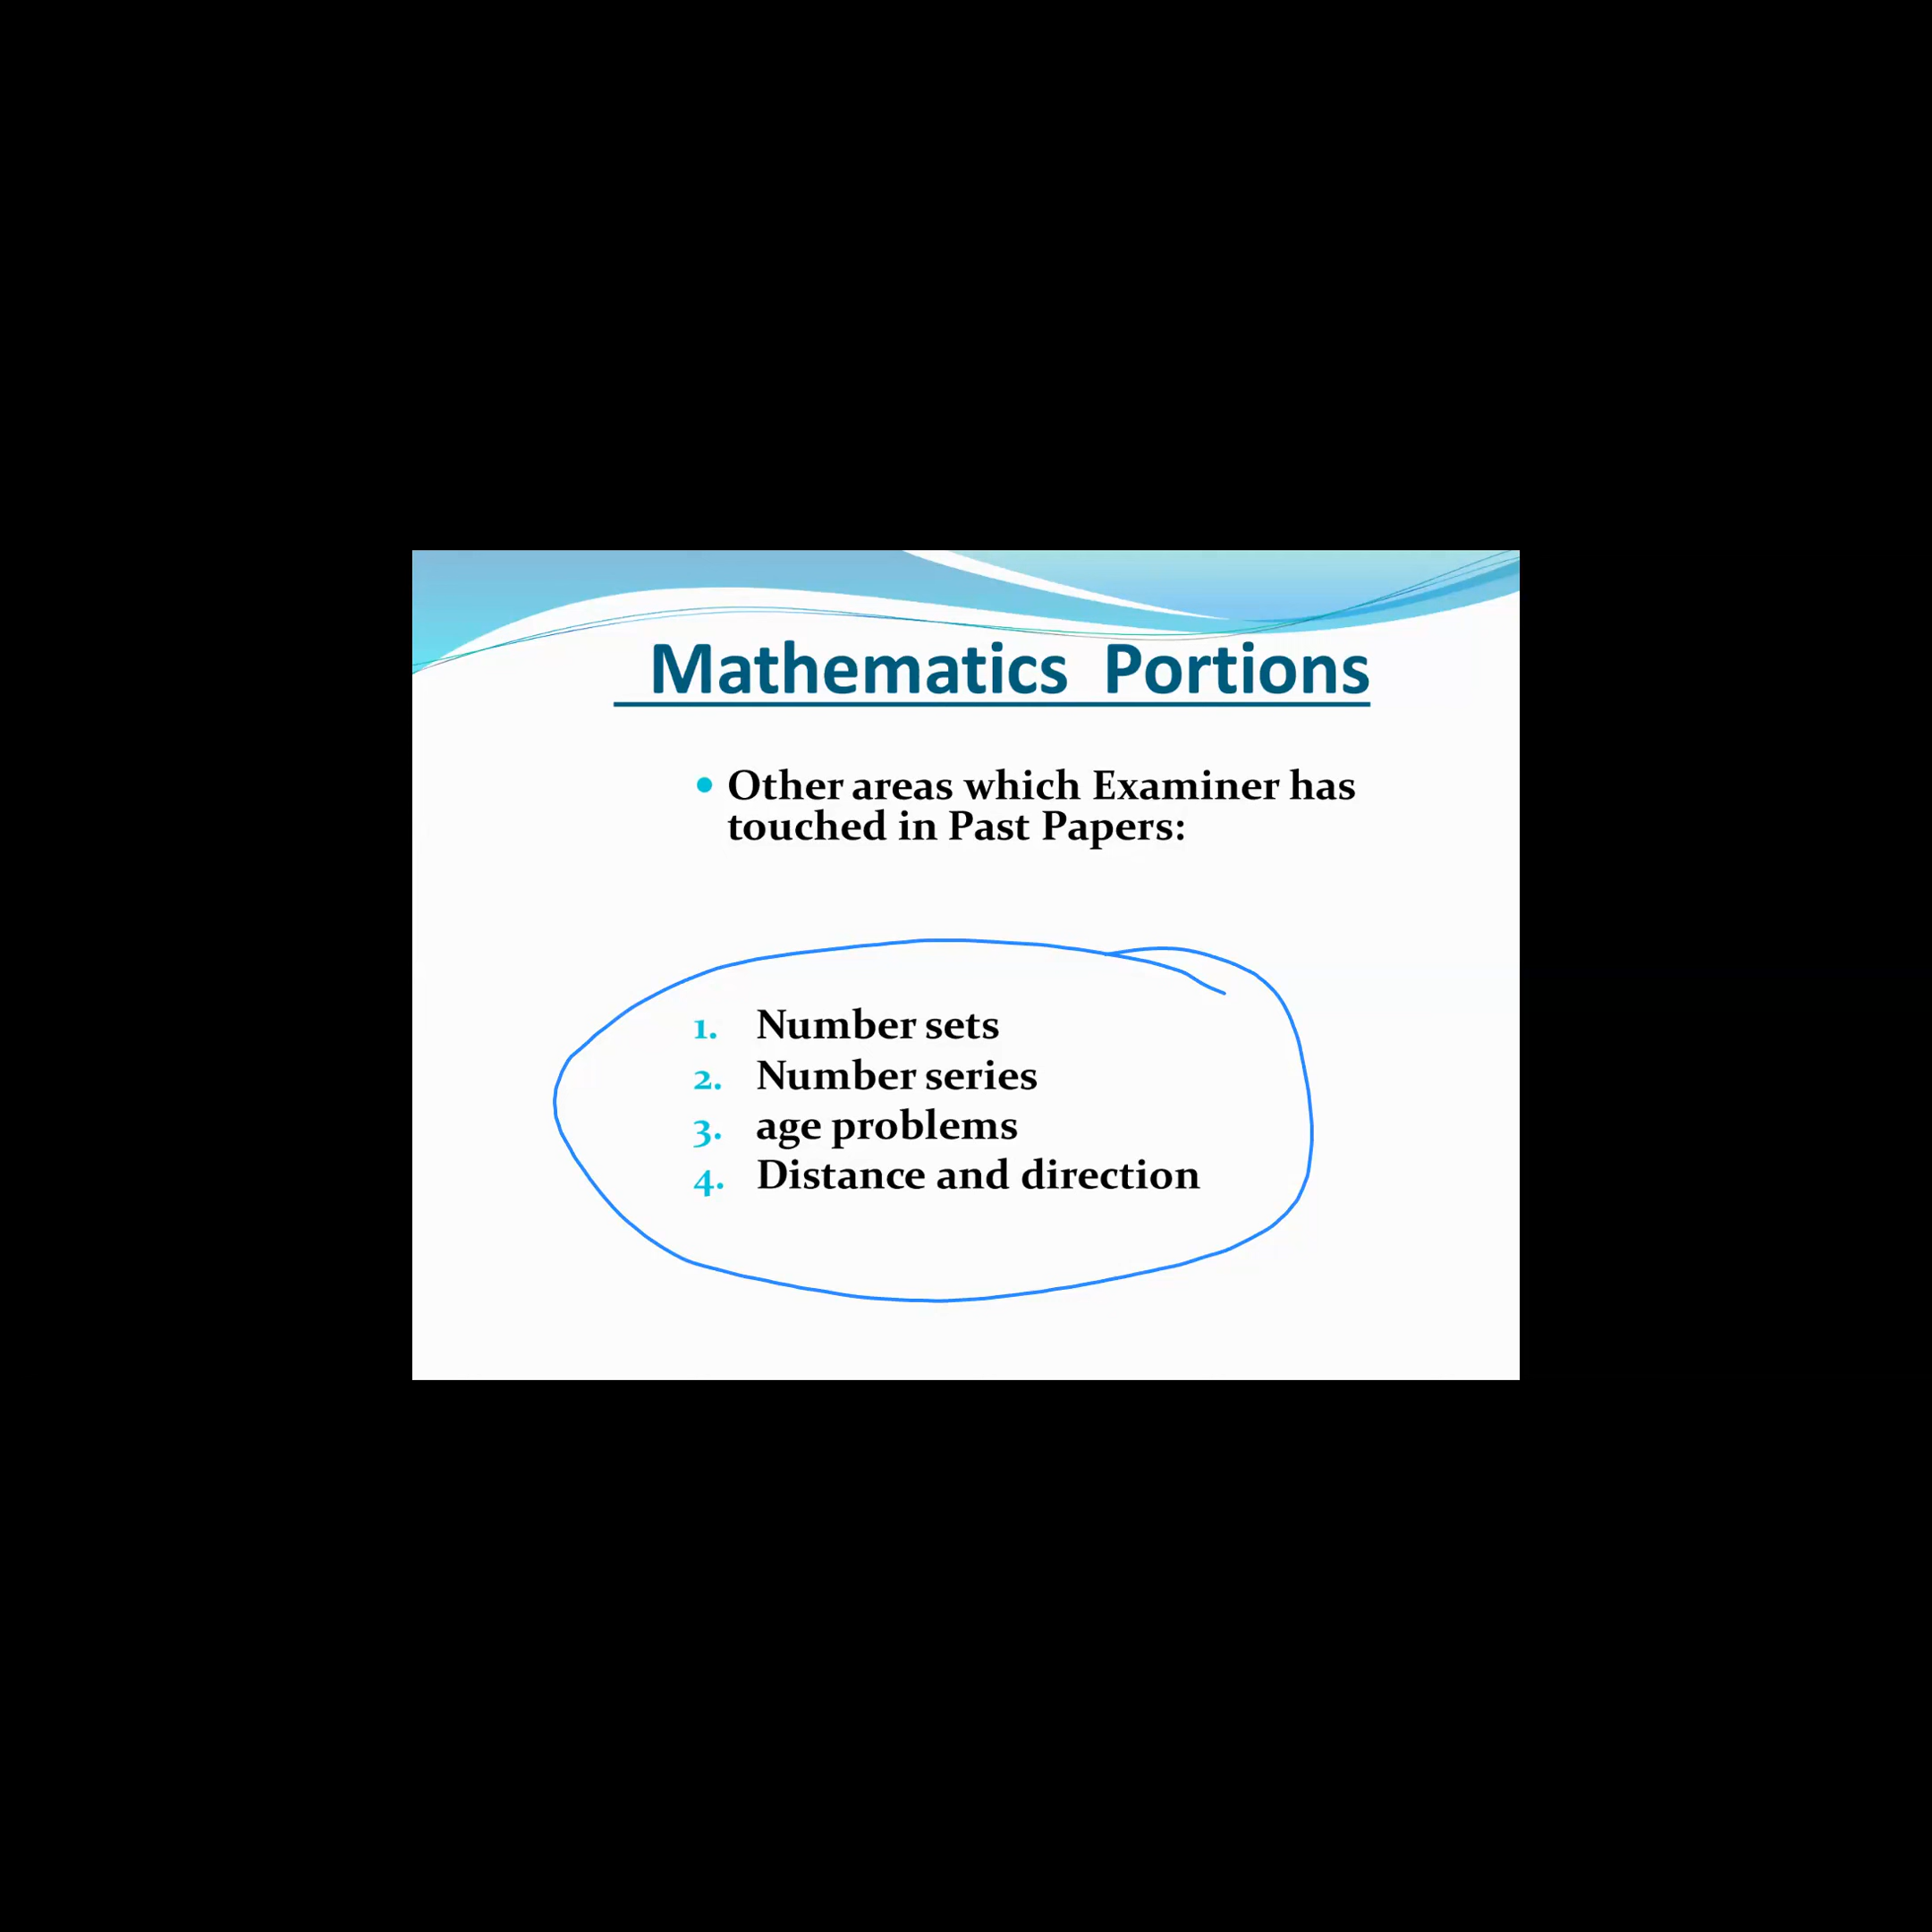 Mathematics Portions
• Other areas which Examiner has
touched in Past Papers:
1. Number sets
2. Number series
3. age problems
4. Distance and direction